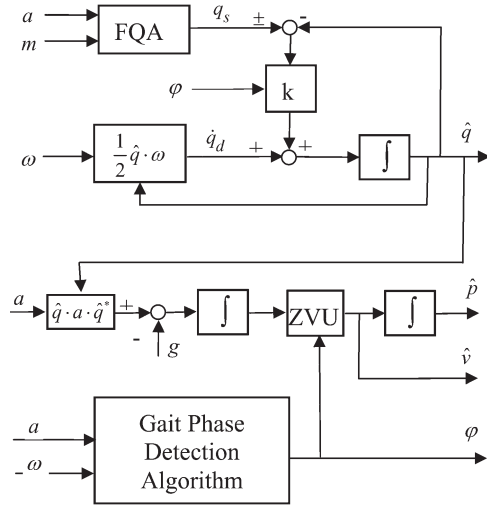 a
m
FQA
q_s
±
-
φ
k
ω
1/2 q̂ · ω
q̇_d
+
+
∫
q̂
a
q̂ · a · q̂*
+
-
g
∫
ZVU
∫
p̂
v̂
a
- ω
Gait Phase
Detection
Algorithm
φ